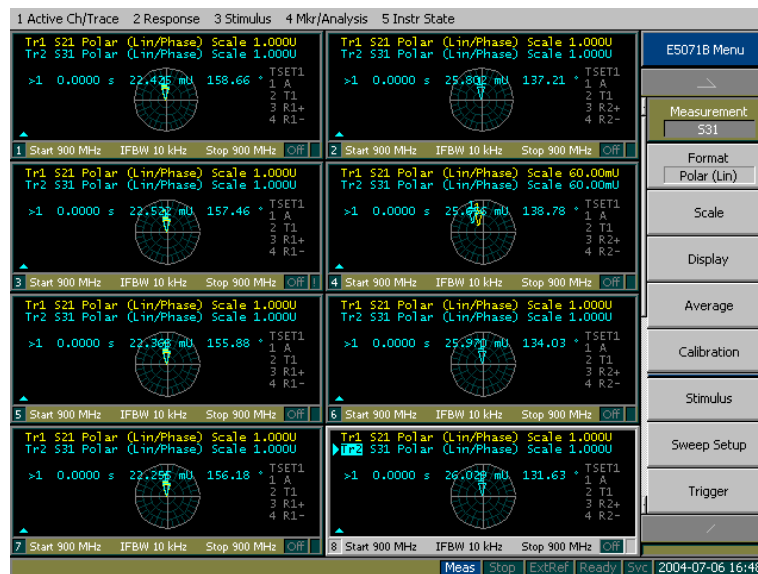 1 Active Ch/Trace 2 Response 3 Stimulus 4 Mkr/Analysis 5 Instr State
Tr1 S21 Polar (Lin/Phase) Scale 1.000U
Tr2 S31 Polar (Lin/Phase) Scale 1.000U
>1 0.0000 s 22.425 mU 158.66 °
TSET1
1 A
2 T1
3 R1+
4 R1-
1 Start 900 MHz IFBW 10 kHz Stop 900 MHz Off
Tr1 S21 Polar (Lin/Phase) Scale 1.000U
Tr2 S31 Polar (Lin/Phase) Scale 1.000U
>1 0.0000 s 25.802 mU 137.21 °
TSET1
1 A
2 T1
3 R2+
4 R2-
2 Start 900 MHz IFBW 10 kHz Stop 900 MHz Off
Tr1 S21 Polar (Lin/Phase) Scale 1.000U
Tr2 S31 Polar (Lin/Phase) Scale 1.000U
>1 0.0000 s mU 157.46 °
TSET1
1 A
2 T1
3 R1+
4 R1-
3 Start 900 MHz IFBW 10 kHz Stop 900 MHz Off !
Tr1 S21 Polar (Lin/Phase) Scale 60.00mU
Tr2 S31 Polar (Lin/Phase) Scale 60.00mU
>1 0.0000 s mU 138.78 °
TSET1
1 A
2 T1
3 R2+
4 R2-
4 Start 900 MHz IFBW 10 kHz Stop 900 MHz Off
Tr1 S21 Polar (Lin/Phase) Scale 1.000U
Tr2 S31 Polar (Lin/Phase) Scale 1.000U
>1 0.0000 s mU 155.88 °
TSET1
1 A
2 T1
3 R1+
4 R1-
5 Start 900 MHz IFBW 10 kHz Stop 900 MHz Off
Tr1 S21 Polar (Lin/Phase) Scale 1.000U
Tr2 S31 Polar (Lin/Phase) Scale 1.000U
>1 0.0000 s 25.970 mU 134.03 °
TSET1
1 A
2 T1
3 R2+
4 R2-
6 Start 900 MHz IFBW 10 kHz Stop 900 MHz Off
Tr1 S21 Polar (Lin/Phase) Scale 1.000U
Tr2 S31 Polar (Lin/Phase) Scale 1.000U
>1 0.0000 s mU 156.18 °
TSET1
1 A
2 T1
3 R1+
4 R1-
7 Start 900 MHz IFBW 10 kHz Stop 900 MHz Off
Tr1 S21 Polar (Lin/Phase) Scale 1.000U
Tr2 S31 Polar (Lin/Phase) Scale 1.000U
>1 0.0000 s mU 131.63 °
TSET1
1 A
2 T1
3 R2+
4 R2-
8 Start 900 MHz IFBW 10 kHz Stop 900 MHz Off
E5071B Menu
Measurement
S31
Format
Polar (Lin)
Scale
Display
Average
Calibration
Stimulus
Sweep Setup
Trigger
Meas Stop ExtRef Ready Svc 2004-07-06 16:48